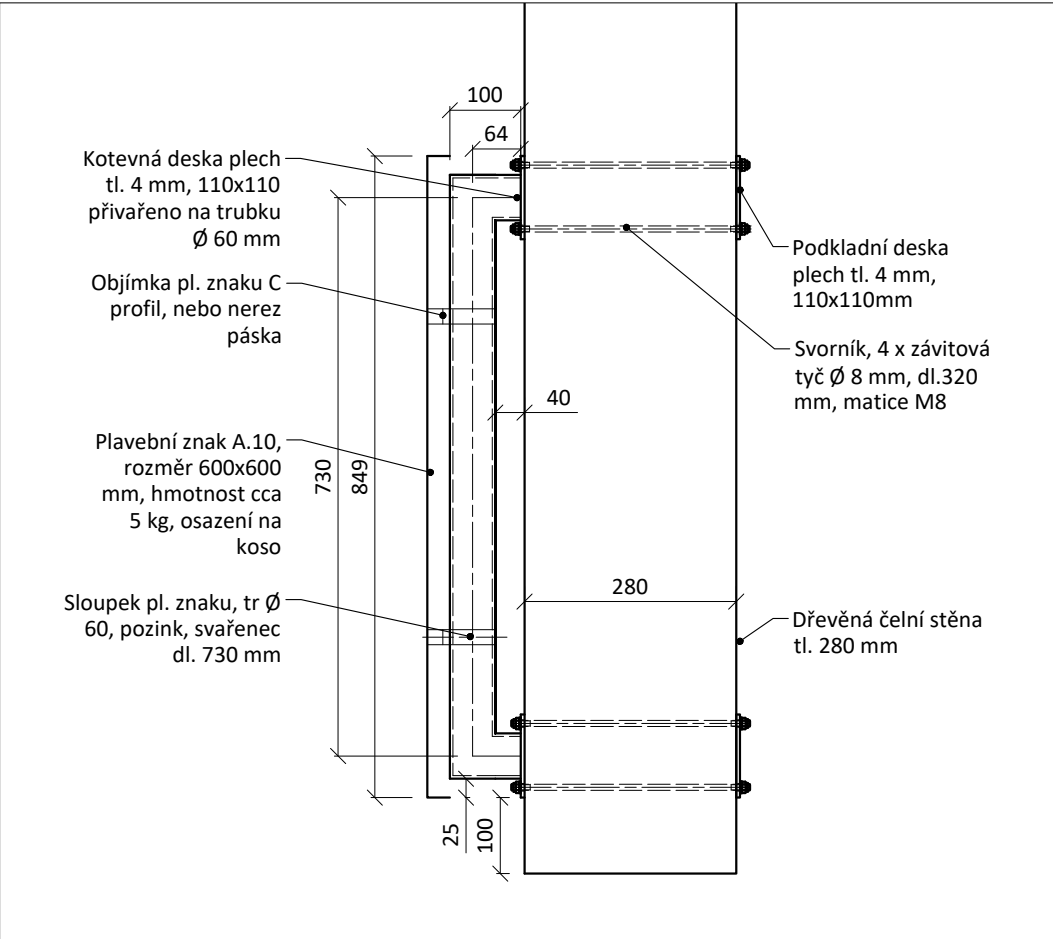 100
64
Kotevná deska plech
tl. 4 mm, 110x110
přivařeno na trubku
Ø 60 mm
Objímka pl. znaku C
profil, nebo nerez
páska
Plavební znak A.10,
rozměr 600x600
mm, hmotnost cca
5 kg, osazení na
koso
Sloupek pl. znaku, tr Ø
60, pozink, svařenec
dl. 730 mm
730
849
40
280
25
100
Podkladní deska
plech tl. 4 mm,
110x110mm
Svorník, 4 x závitová
tyč Ø 8 mm, dl.320
mm, matice M8
Dřevěná čelní stěna
tl. 280 mm